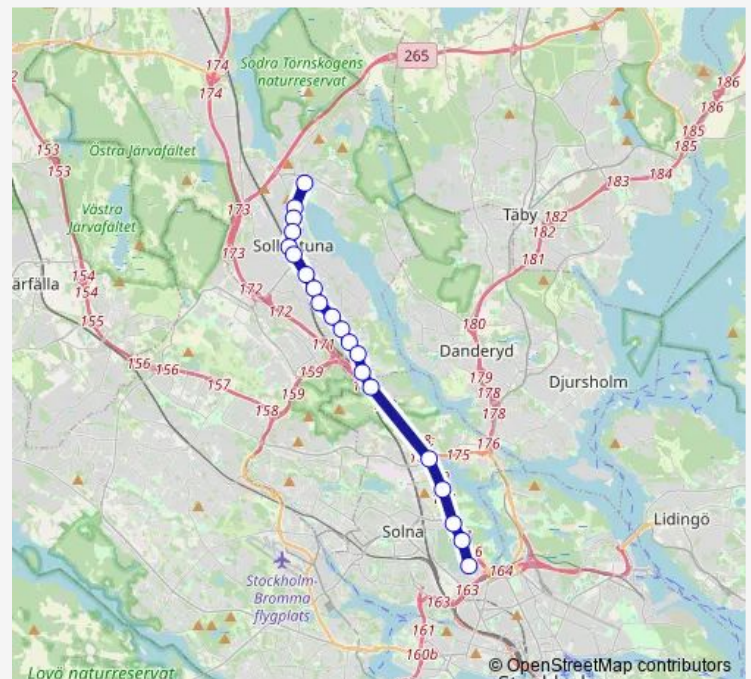 174
174
265
Södra Törnskogens
naturreservat
186
186
185
185
184
183
Östra Järvafältet
153
153
173
173
Västra
Järvafältet
Täby
182
182
181
ärfälla
154
154
155
172
172
180
171
159
159
156
156
157
158
Danderyd
179
178
178
Djursholm
176
175
Solna
Lidingö
Stockholm-
Bromma
flygplats
164
163
163
161
160b
Lovö naturreservat
© OpenStreetMap contributors